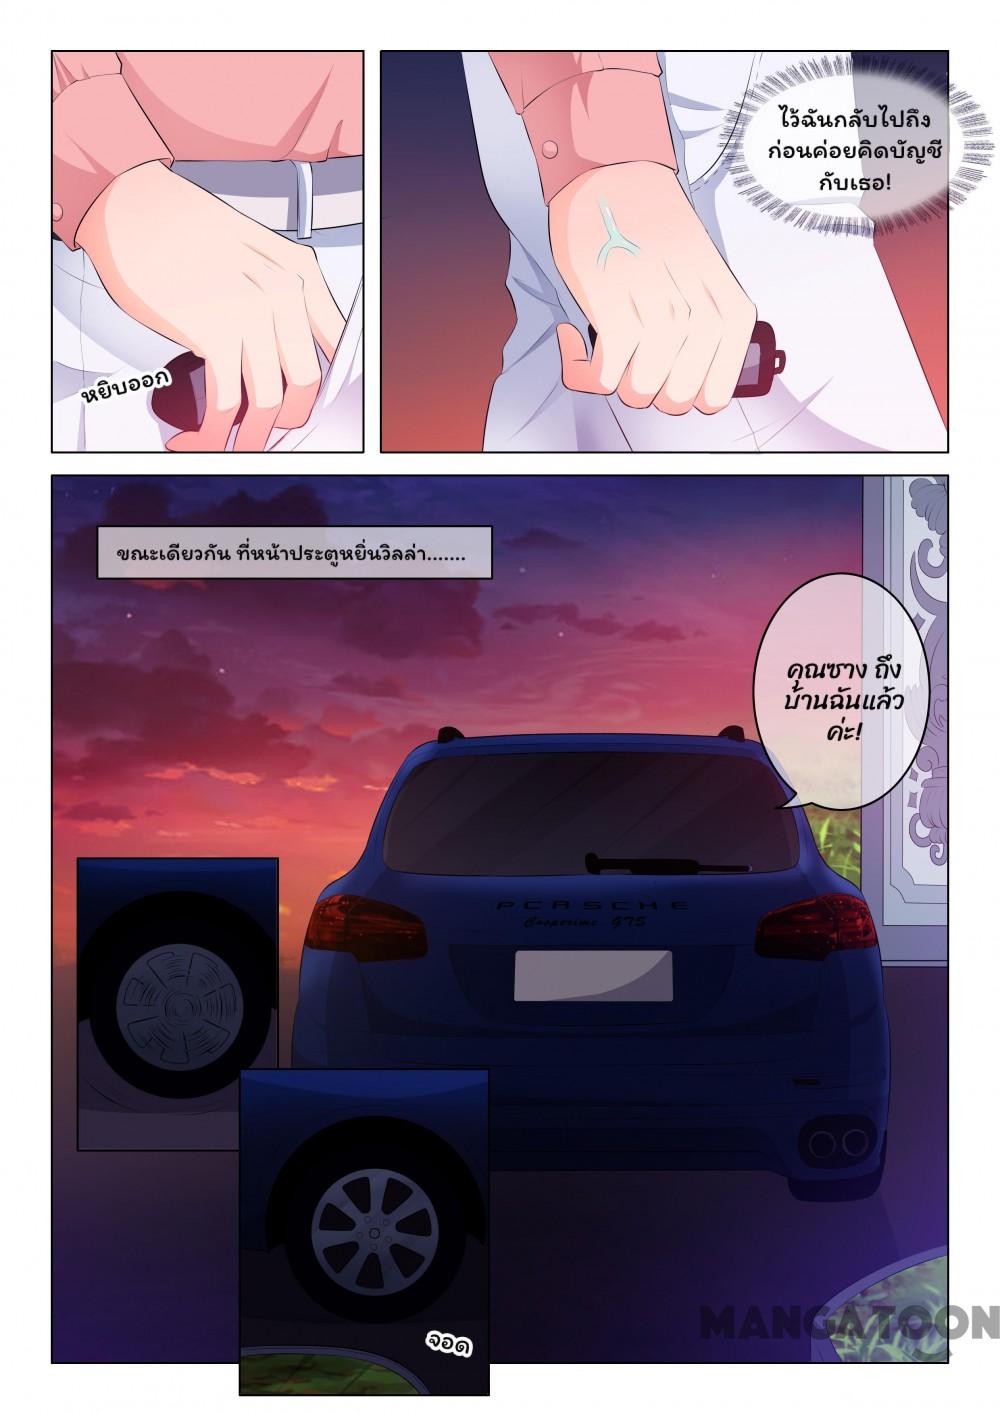 หยิบออก
ไว้ฉันกลับไปถึง
ก่อนค่อยคิดบัญชี
กับเธอ!
ขณะเดียวกัน ที่หน้าประตูหยิ่นวิลล่า.......
คุณซาง ถึง
บ้านฉันแล้ว
ค่ะ!
PCASCHE
Cooperime G75
จอด
MANGATOON